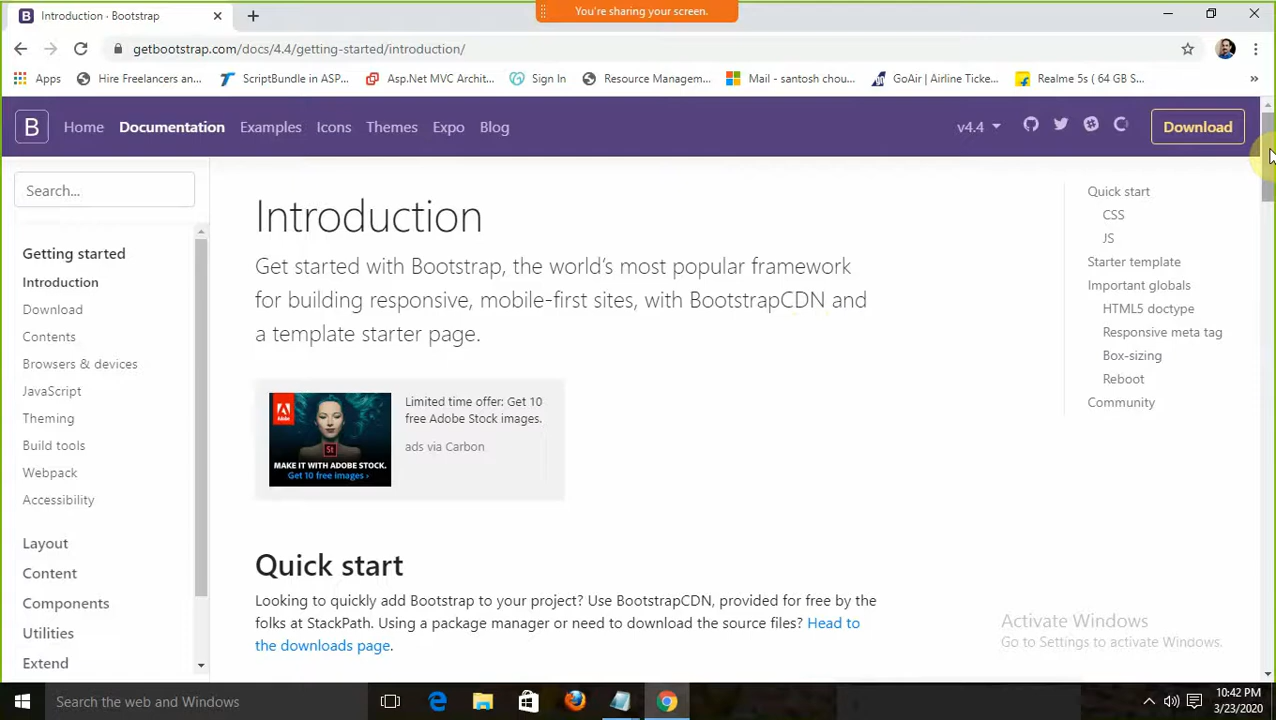 Introduction · Bootstrap
You're sharing your screen.
getbootstrap.com/docs/4.4/getting-started/introduction/
Apps
Hire Freelancers an...
ScriptBundle in ASP...
Asp.Net MVC Archit...
Sign In
Resource Managem...
Mail - santosh chou...
GoAir | Airline Ticke...
Realme 5s ( 64 GB S...
»
B
Home
Documentation
Examples
Icons
Themes
Expo
Blog
v4.4
Download
Search...
Getting started
Introduction
Download
Contents
Browsers & devices
JavaScript
Theming
Build tools
Webpack
Accessibility
Layout
Content
Components
Utilities
Extend
Introduction
Get started with Bootstrap, the world's most popular framework
for building responsive, mobile-first sites, with BootstrapCDN and
a template starter page.
MAKE IT WITH ADOBE STOCK.
Get 10 free images ›
Limited time offer: Get 10
free Adobe Stock images.
ads via Carbon
Quick start
Looking to quickly add Bootstrap to your project? Use BootstrapCDN, provided for free by the
folks at StackPath. Using a package manager or need to download the source files? Head to
the downloads page.
Quick start
CSS
JS
Starter template
Important globals
HTML5 doctype
Responsive meta tag
Box-sizing
Reboot
Community
Activate Windows
Go to Settings to activate Windows.
Search the web and Windows
10:42 PM
3/23/2020